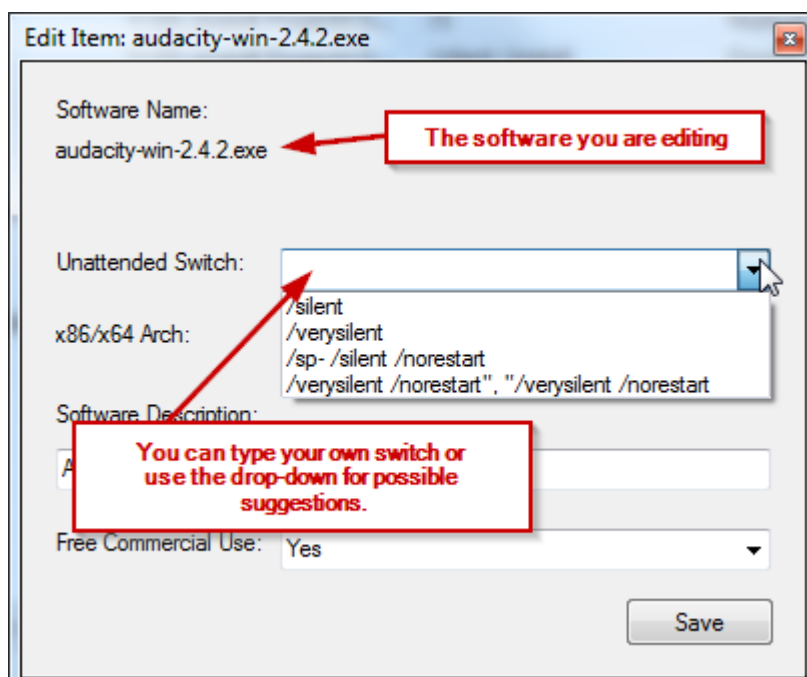 Edit Item: audacity-win-2.4.2.exe
Software Name:
audacity-win-2.4.2.exe
The software you are editing
Unattended Switch:
/silent
/verysilent
/sp- /silent /norestart
/verysilent /norestart", "/verysilent /norestart
x86/x64 Arch:
Software Description:
You can type your own switch or
use the drop-down for possible
suggestions.
A
Free Commercial Use:
Yes
Save